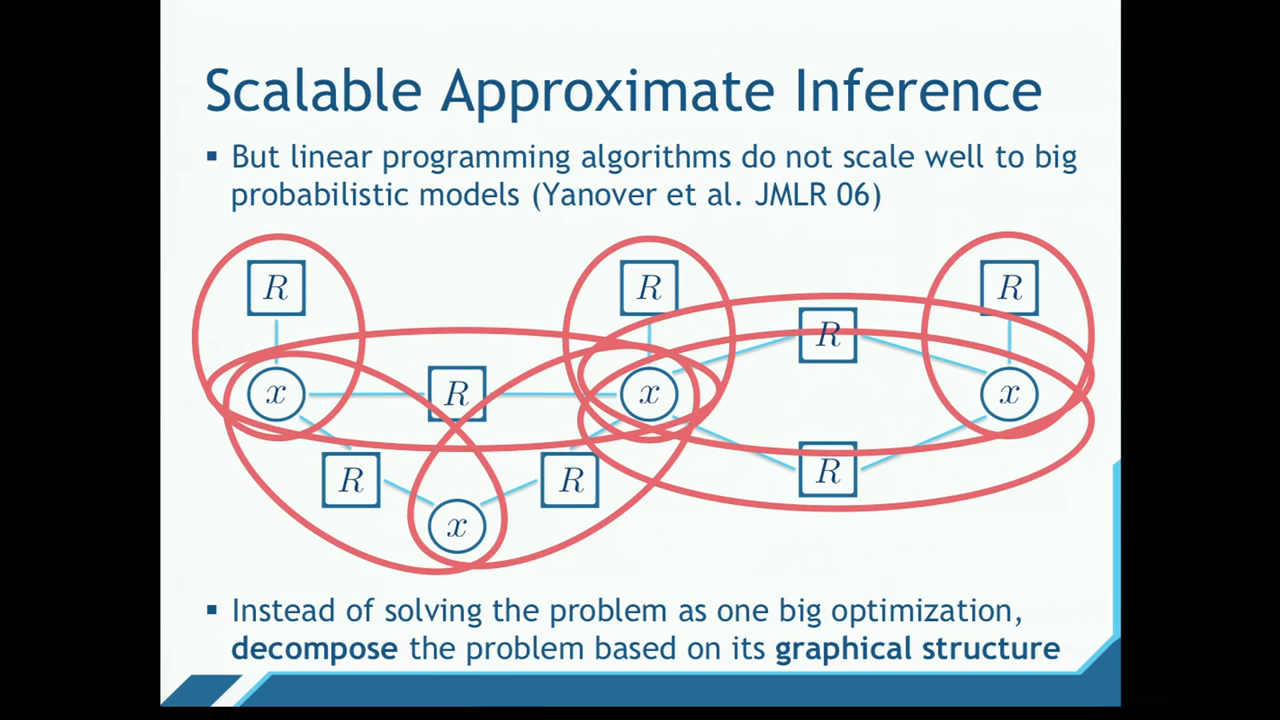 Scalable Approximate Inference
▪ But linear programming algorithms do not scale well to big
probabilistic models (Yanover et al. JMLR 06)
R R R
R
x R x x
R R R
x
▪ Instead of solving the problem as one big optimization,
decompose the problem based on its graphical structure